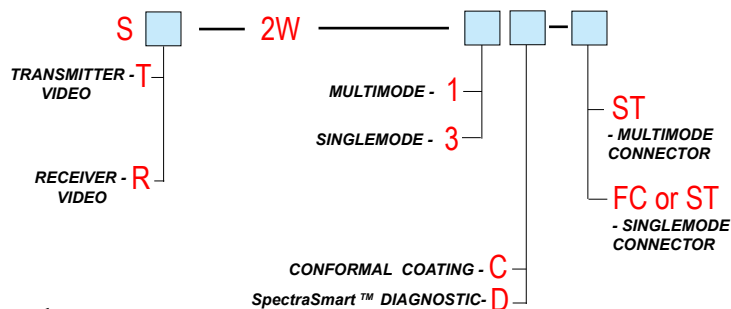 S — 2W — -
TRANSMITTER - T
VIDEO
RECEIVER - R
VIDEO
MULTIMODE - 1
SINGLEMODE - 3
CONFORMAL COATING - C
SpectraSmart ™ DIAGNOSTIC- D
ST
- MULTIMODE
CONNECTOR
FC or ST
- SINGLEMODE
CONNECTOR